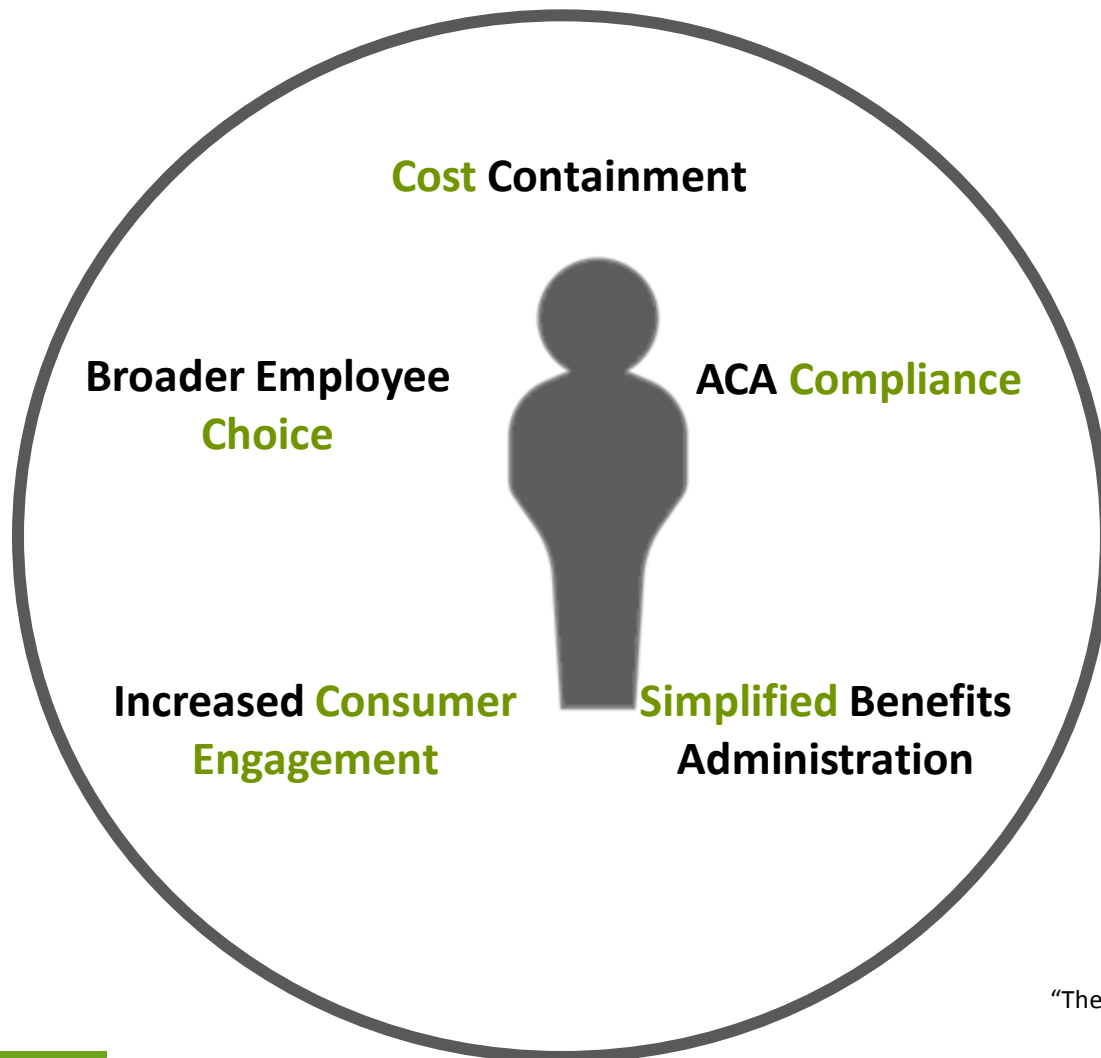 Cost Containment
Broader Employee
Choice
ACA Compliance
Increased Consumer
Engagement
Simplified Benefits
Administration
“The